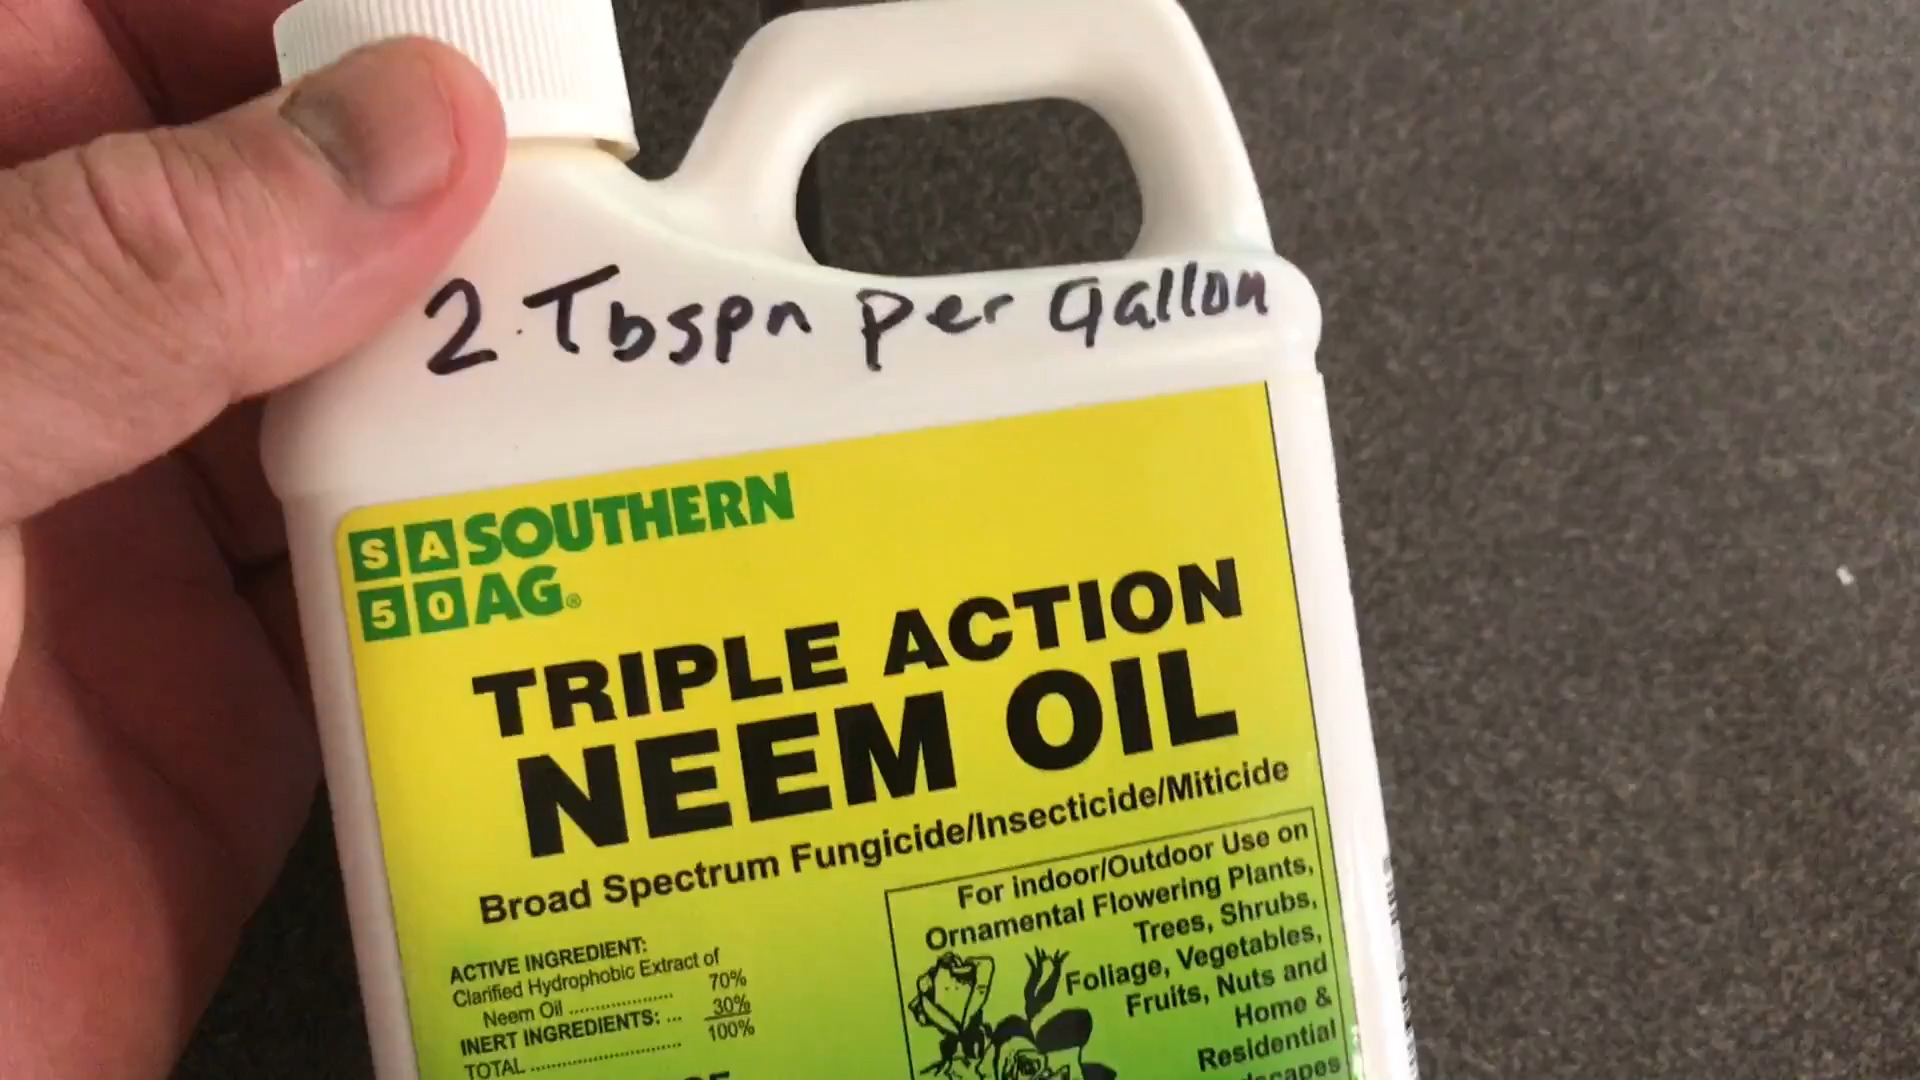 2 Tbspn per Gallon
SA SOUTHERN
50 AG®
TRIPLE ACTION
NEEM OIL
Broad Spectrum Fungicide/Insecticide/Miticide
ACTIVE INGREDIENT:
Clarified Hydrophobic Extract of
Neem Oil .................... 70%
INERT INGREDIENTS: ... 30%
TOTAL ............................ 100%
For indoor/Outdoor Use on
Ornamental Flowering Plants,
Trees, Shrubs,
Foliage, Vegetables,
Fruits, Nuts and
Home &
Residential